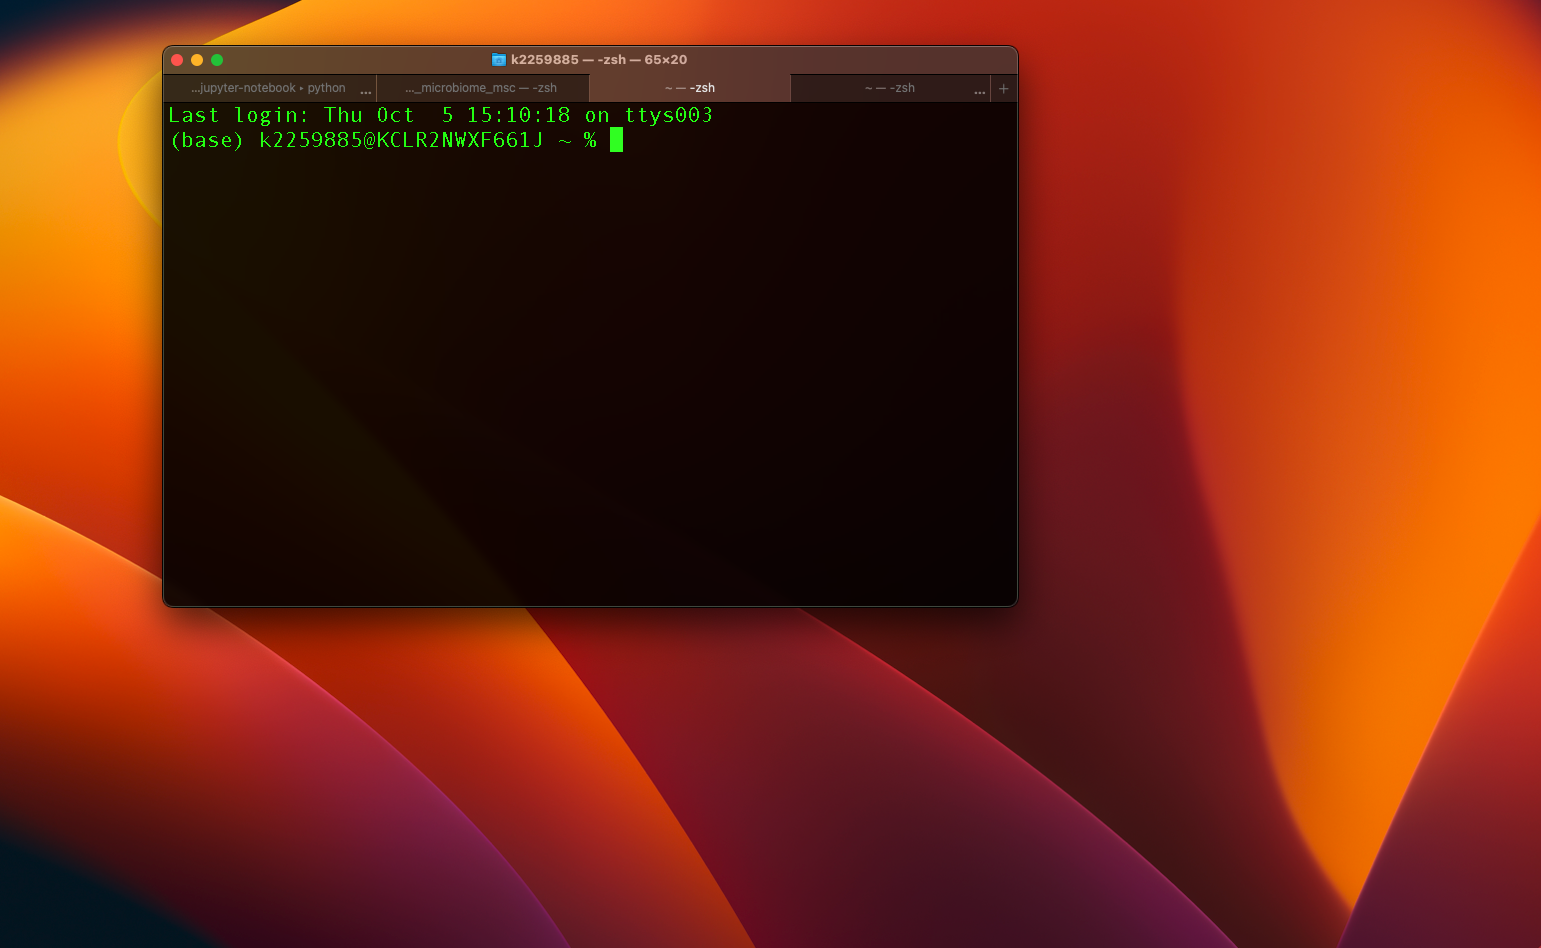 k2259885 — -zsh — 65×20
...jupyter-notebook ▸ python ...
..._microbiome_msc — -zsh
~ — -zsh
~ — -zsh ...
+
Last login: Thu Oct  5 15:10:18 on ttys003
(base) k2259885@KCLR2NWXF661J ~ %